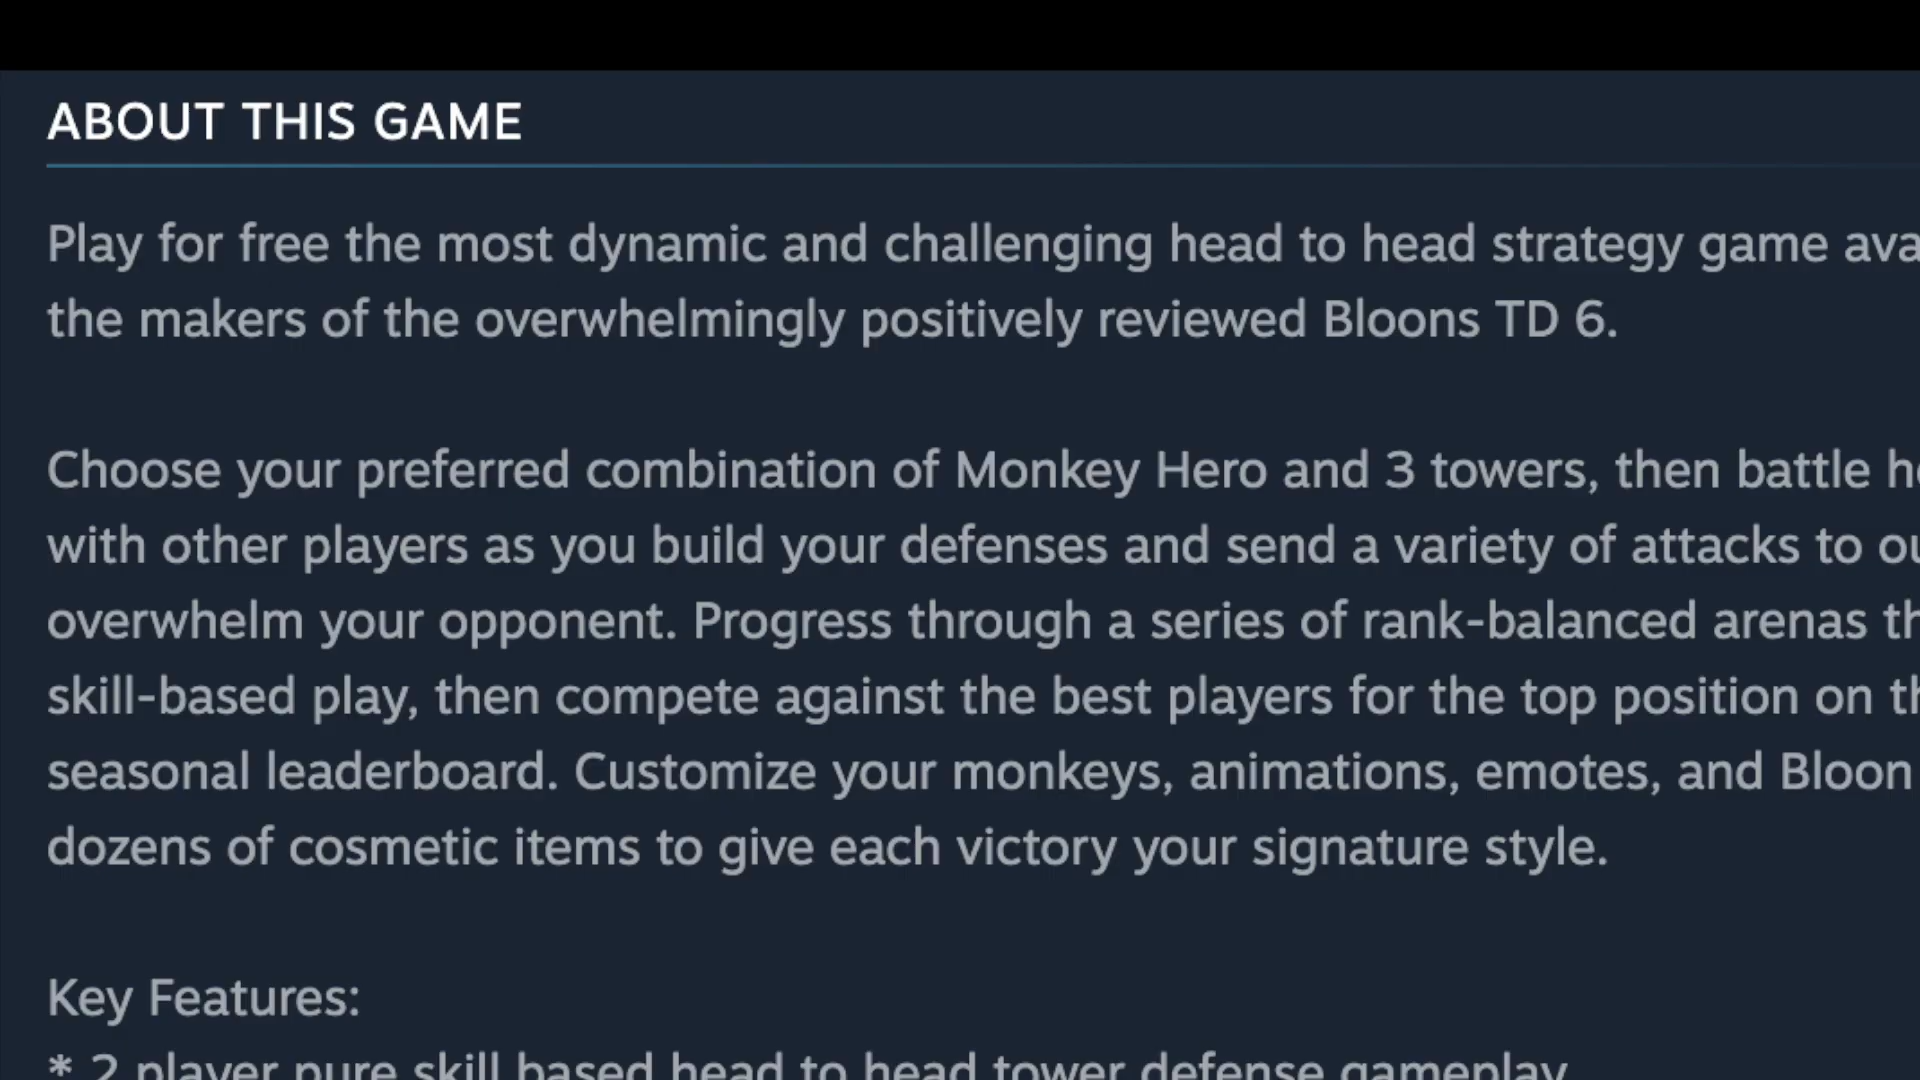 ABOUT THIS GAME
Play for free the most dynamic and challenging head to head strategy game
the makers of the overwhelmingly positively reviewed Bloons TD 6.
Choose your preferred combination of Monkey Hero and 3 towers, then battle
with other players as you build your defenses and send a variety of attacks to
overwhelm your opponent. Progress through a series of rank-balanced arenas
skill-based play, then compete against the best players for the top position on
seasonal leaderboard. Customize your monkeys, animations, emotes, and Bloon
dozens of cosmetic items to give each victory your signature style.
Key Features:
* 2 player pure skill based head to head tower defense gameplay